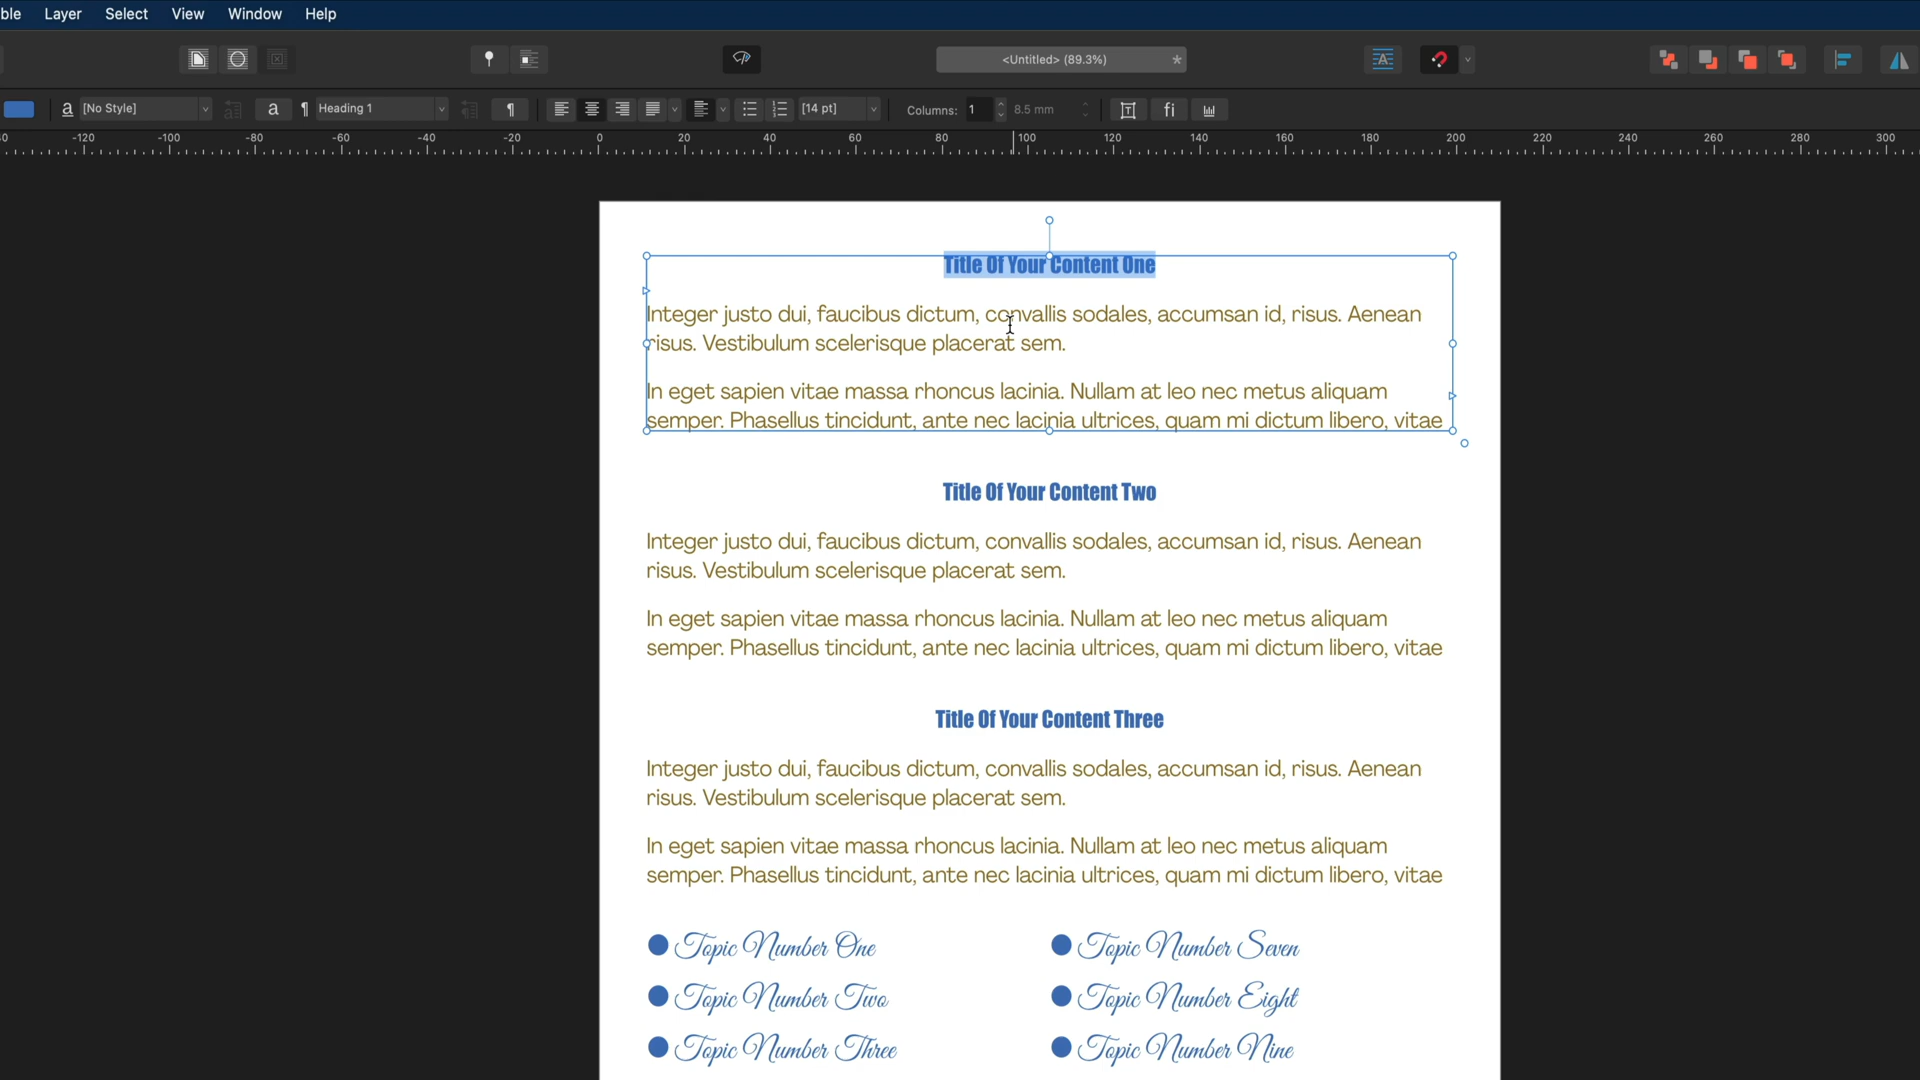 ble Layer Select View Window Help
<Untitled> (89.3%) *
a [No Style] a ¶ Heading 1 ¶ [14 pt] Columns: 1 8.5 mm fi
-120 -100 -80 -60 -40 -20 0 20 40 60 80 100 120 140 160 180 200 220 240 260 280 300
Title Of Your Content One
Integer justo dui, faucibus dictum, convallis sodales, accumsan id, risus. Aenean
risus. Vestibulum scelerisque placerat sem.
In eget sapien vitae massa rhoncus lacinia. Nullam at leo nec metus aliquam
semper. Phasellus tincidunt, ante nec lacinia ultrices, quam mi dictum libero, vitae
Title Of Your Content Two
Integer justo dui, faucibus dictum, convallis sodales, accumsan id, risus. Aenean
risus. Vestibulum scelerisque placerat sem.
In eget sapien vitae massa rhoncus lacinia. Nullam at leo nec metus aliquam
semper. Phasellus tincidunt, ante nec lacinia ultrices, quam mi dictum libero, vitae
Title Of Your Content Three
Integer justo dui, faucibus dictum, convallis sodales, accumsan id, risus. Aenean
risus. Vestibulum scelerisque placerat sem.
In eget sapien vitae massa rhoncus lacinia. Nullam at leo nec metus aliquam
semper. Phasellus tincidunt, ante nec lacinia ultrices, quam mi dictum libero, vitae
● Topic Number One
● Topic Number Two
● Topic Number Three
● Topic Number Seven
● Topic Number Eight
● Topic Number Nine